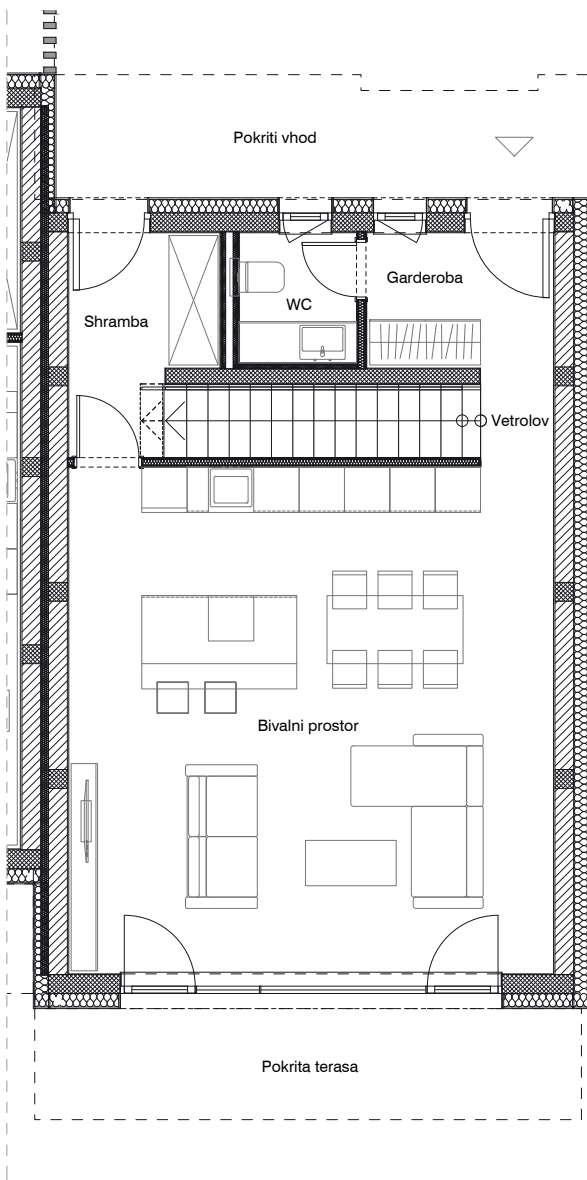 Pokriti vhod
Garderoba
WC
Shramba
Vetrolov
Bivalni prostor
Pokrita terasa